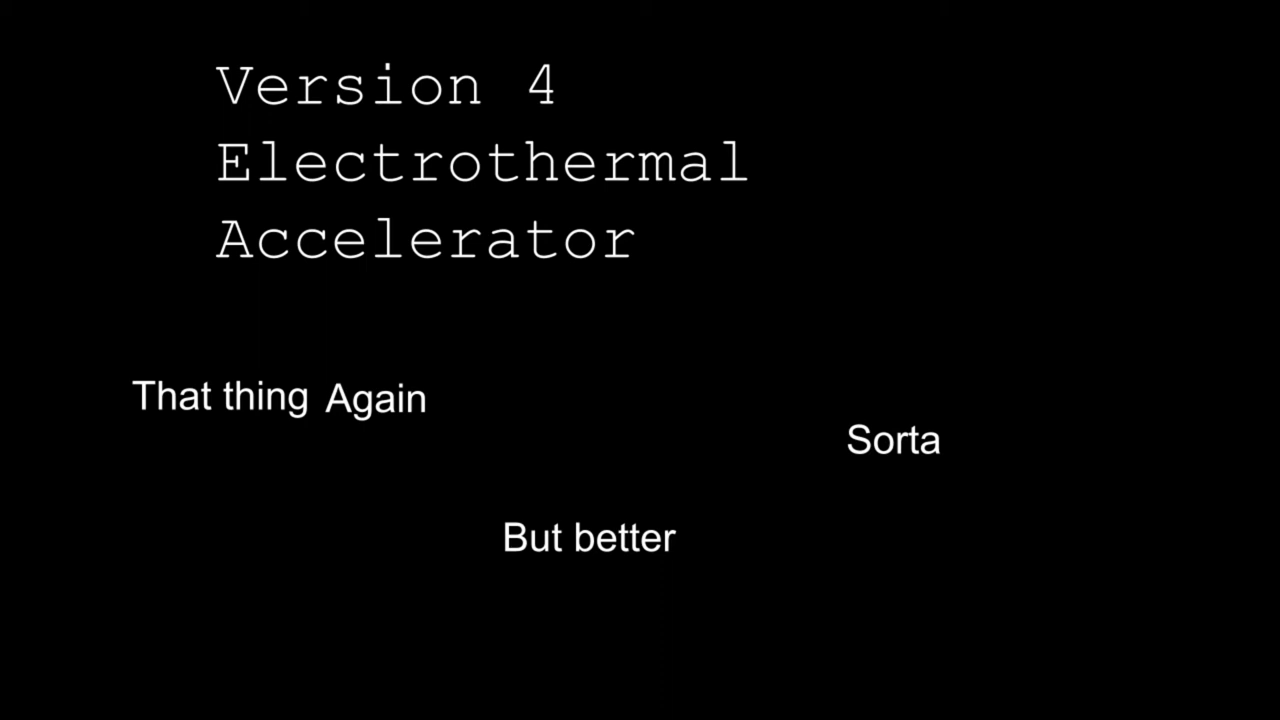 Version 4
Electrothermal
Accelerator
That thing Again
Sorta
But better